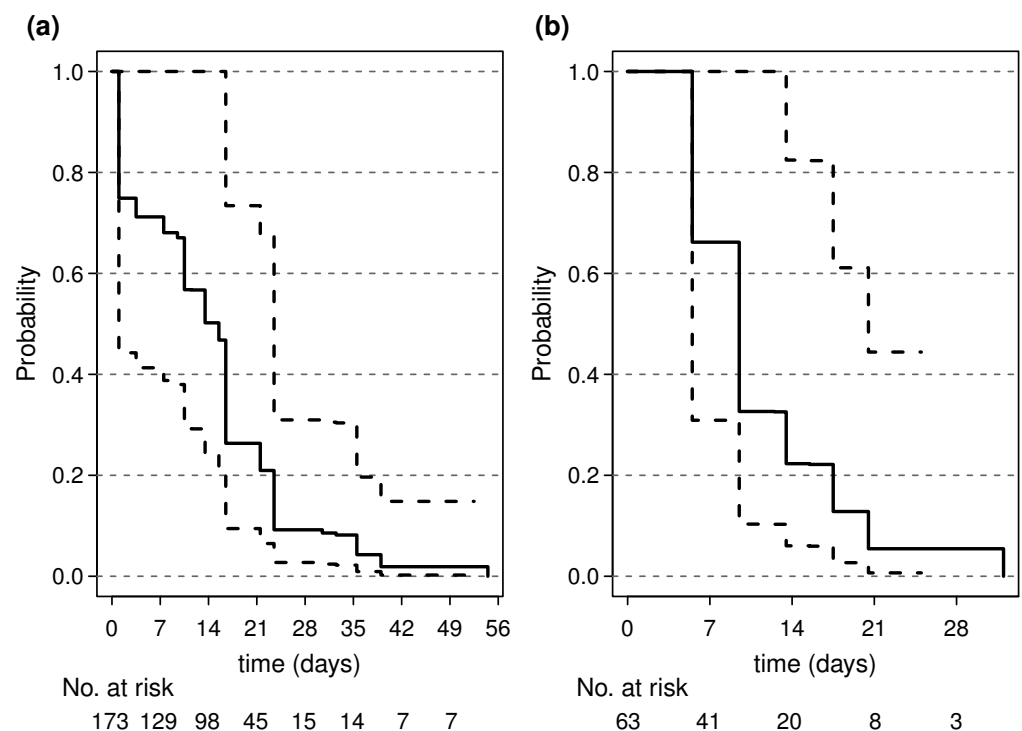 (a)
Probability
1.0
0.8
0.6
0.4
0.2
0.0
0 7 14 21 28 35 42 49 56
time (days)
No. at risk
173 129 98 45 15 14 7 7
(b)
Probability
1.0
0.8
0.6
0.4
0.2
0.0
0 7 14 21 28
time (days)
No. at risk
63 41 20 8 3